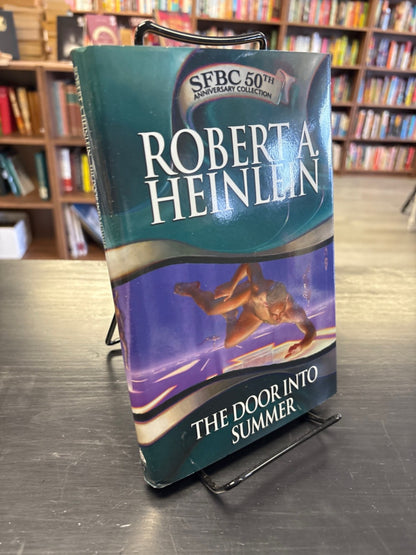 SFBC 50TH
ANNIVERSARY COLLECTION
ROBERT A.
HEINLEIN
THE DOOR INTO
SUMMER